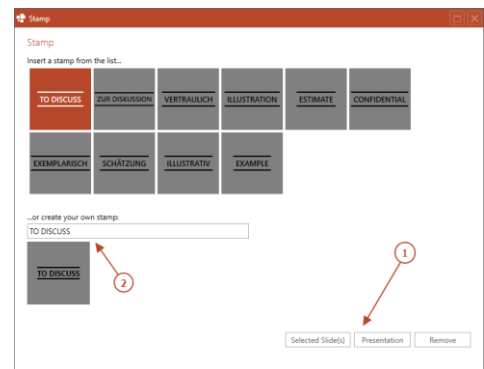 Stamp
Stamp
Insert a stamp from the list...
TO DISCUSS ZUR DISKUSSION VERTRAULICH ILLUSTRATION ESTIMATE CONFIDENTIAL
EXEMPLARISCH SCHÄTZUNG ILLUSTRATIV EXAMPLE
...or create your own stamp:
TO DISCUSS
1
TO DISCUSS
2
Selected Slide(s) Presentation Remove